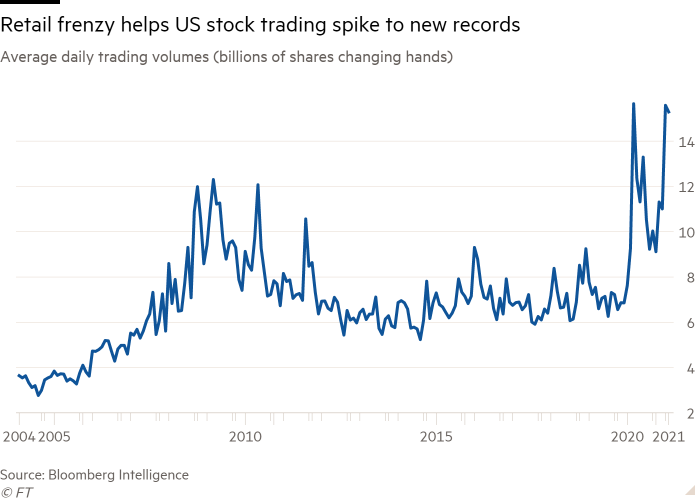 Retail frenzy helps US stock trading spike to new records
Average daily trading volumes (billions of shares changing hands)
14
12
10
8
6
4
2
2004 2005 2010 2015 2020 2021
Source: Bloomberg Intelligence
© FT